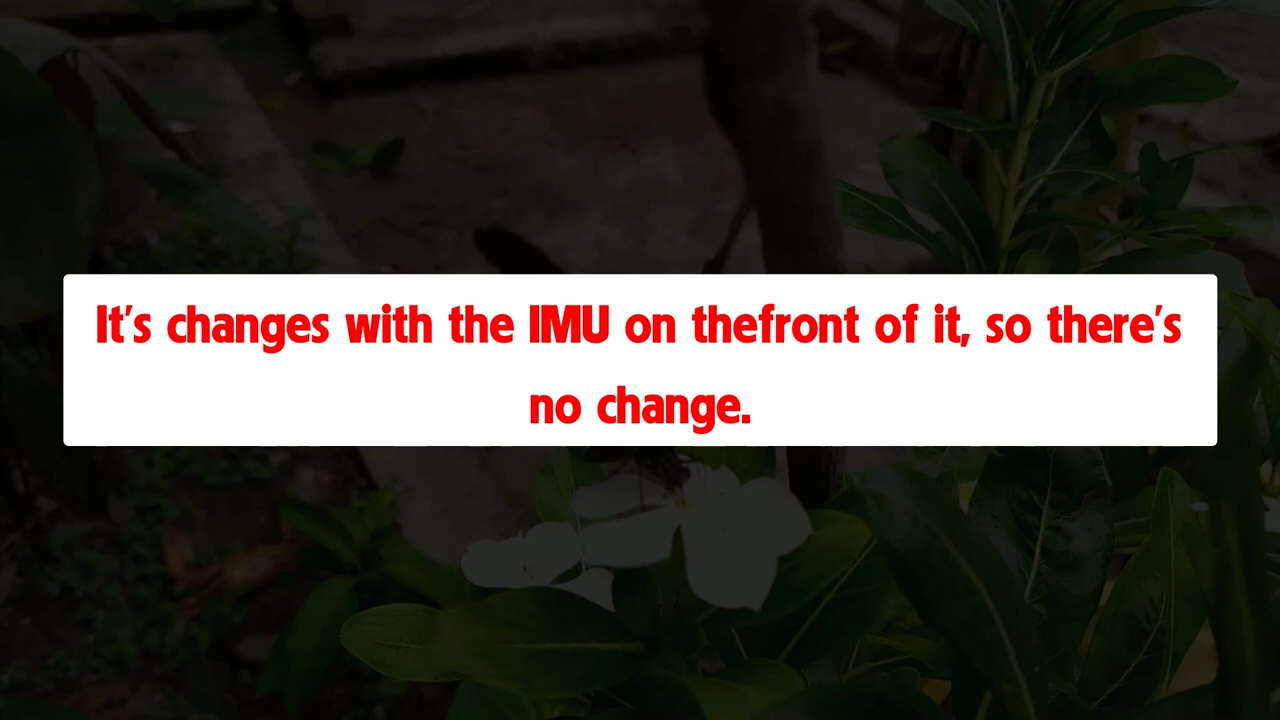 It's changes with the IMU on thefront of it, so there's
no change.